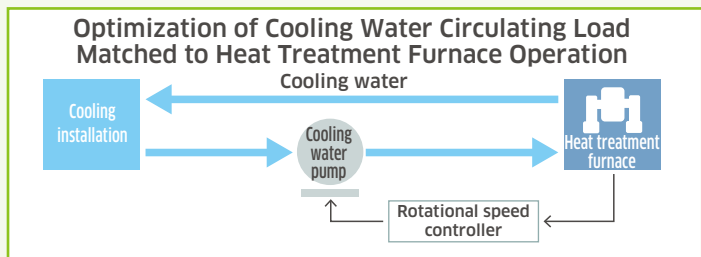 Optimization of Cooling Water Circulating Load
Matched to Heat Treatment Furnace Operation
Cooling water
Cooling
installation
Cooling
water
pump
Heat treatment
furnace
Rotational speed
controller